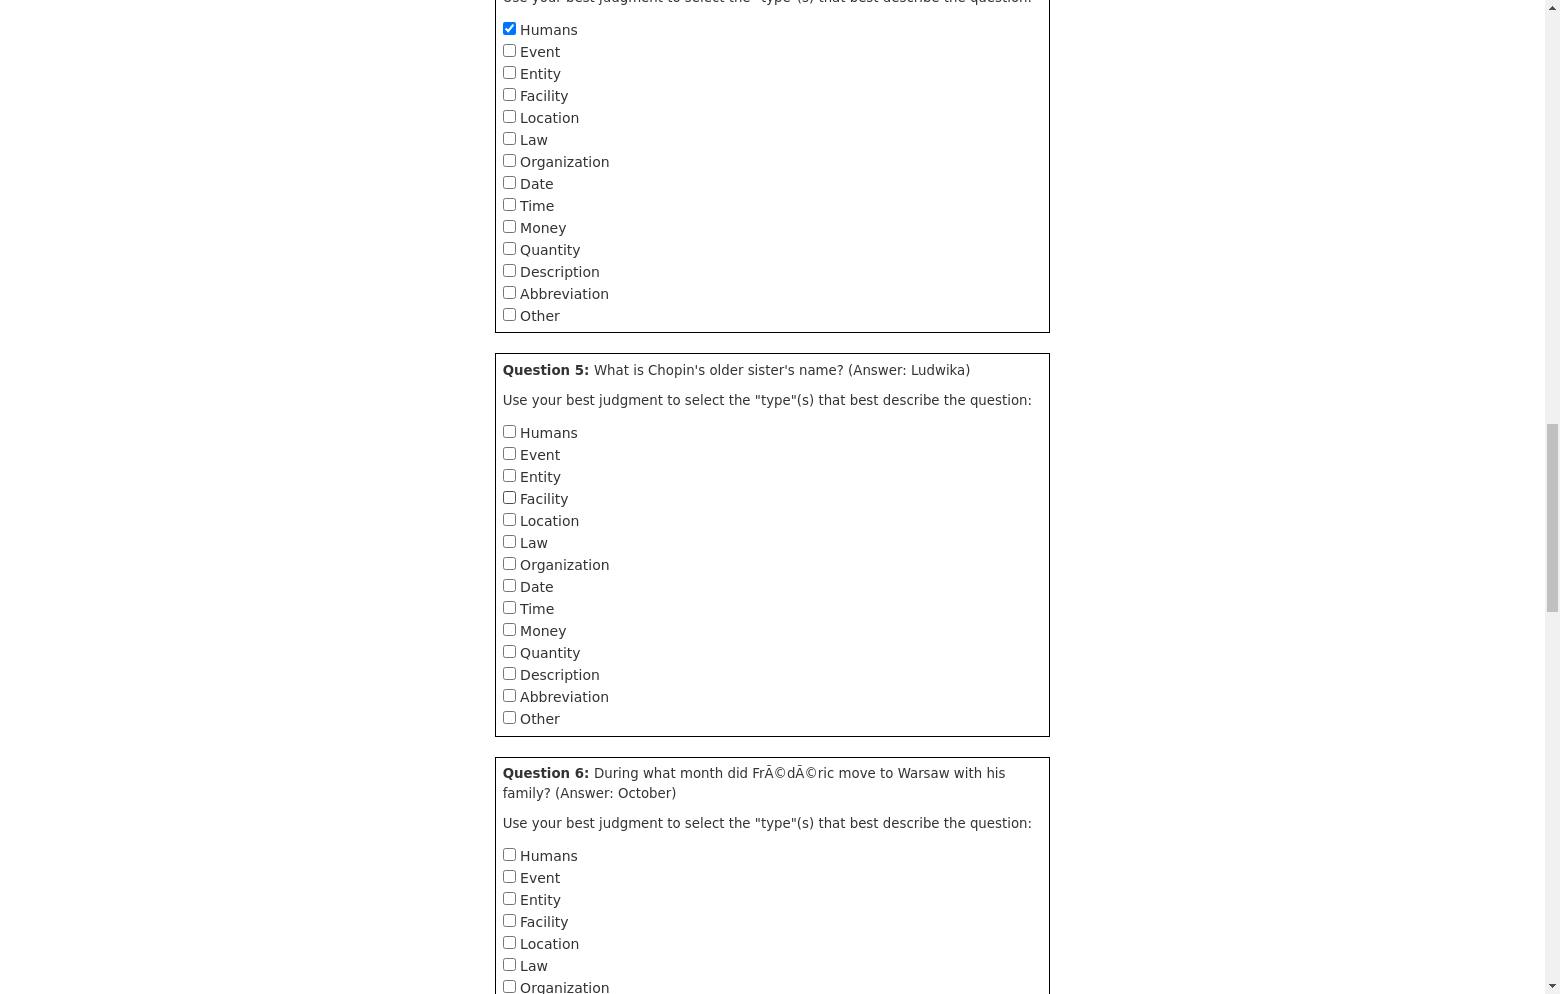 Use your best judgment to select the "type"(s) that best describe the question:
Humans
Event
Entity
Facility
Location
Law
Organization
Date
Time
Money
Quantity
Description
Abbreviation
Other
Question 5: What is Chopin's older sister's name? (Answer: Ludwika)
Use your best judgment to select the "type"(s) that best describe the question:
Humans
Event
Entity
Facility
Location
Law
Organization
Date
Time
Money
Quantity
Description
Abbreviation
Other
Question 6: During what month did FrÃ©dÃ©ric move to Warsaw with his
family? (Answer: October)
Use your best judgment to select the "type"(s) that best describe the question:
Humans
Event
Entity
Facility
Location
Law
Organization